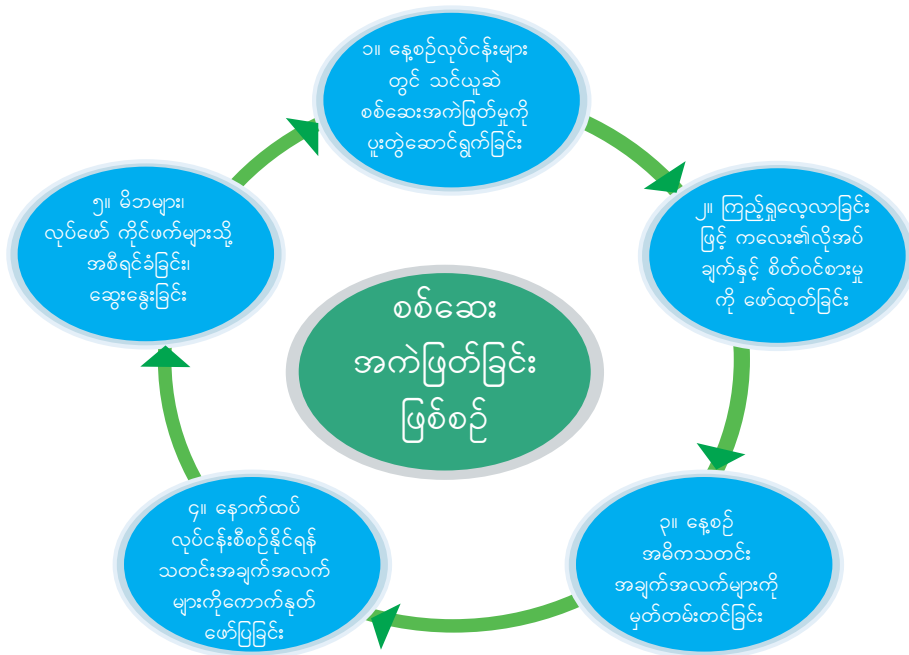 ၁။ နေ့စဉ်လုပ်ငန်းများ
တွင် သင်ယူဆဲ
စစ်ဆေးအကဲဖြတ်မှုကို
ပူးတွဲဆောင်ရွက်ခြင်း
၂။ ကြည့်ရှုလေ့လာခြင်း
ဖြင့် ကလေး၏လိုအပ်
ချက်နှင့် စိတ်ဝင်စားမှု
ကို ဖော်ထုတ်ခြင်း
၃။ နေ့စဉ်
အဓိကသတင်း
အချက်အလက်များကို
မှတ်တမ်းတင်ခြင်း
၄။ နောက်ထပ်
လုပ်ငန်းစီစဉ်နိုင်ရန်
သတင်းအချက်အလက်
များကိုကောက်နုတ်
ဖော်ပြခြင်း
၅။ မိဘများ၊
လုပ်ဖော် ကိုင်ဖက်များသို့
အစီရင်ခံခြင်း၊
ဆွေးနွေးခြင်း
စစ်ဆေး
အကဲဖြတ်ခြင်း
ဖြစ်စဉ်